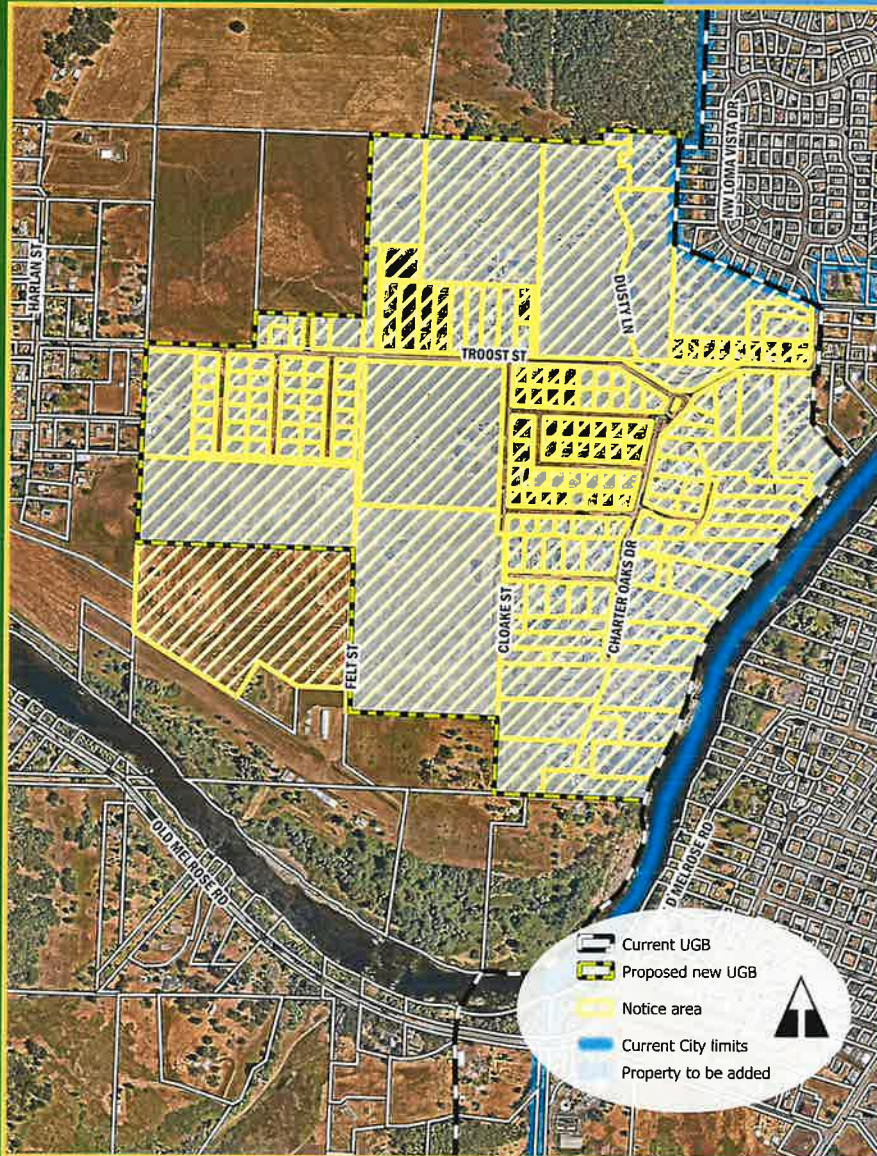 NW LOMA VISTA DR
HARLAN ST
DUSTY LN
TROOST ST
CLOAKE ST
CHARTER OAKS DR
FELT ST
OLD MELROSE RD
D MELROSE RD
Current UGB
Proposed new UGB
Notice area
Current City limits
Property to be added